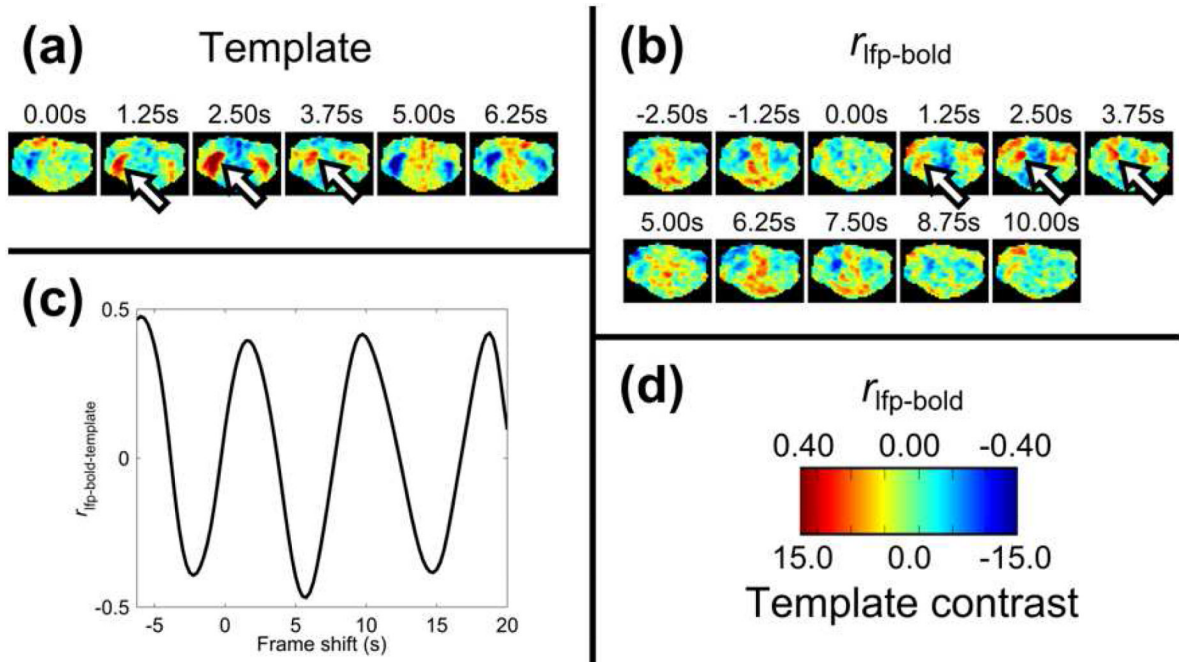 (a) Template
0.00s 1.25s 2.50s 3.75s 5.00s 6.25s
(b) rlfp-bold
-2.50s -1.25s 0.00s 1.25s 2.50s 3.75s
5.00s 6.25s 7.50s 8.75s 10.00s
(c)
0.5
0
-0.5
rlfp-bold-template
-5 0 5 10 15 20
Frame shift (s)
(d) rlfp-bold
0.40 0.00 -0.40
15.0 0.0 -15.0
Template contrast